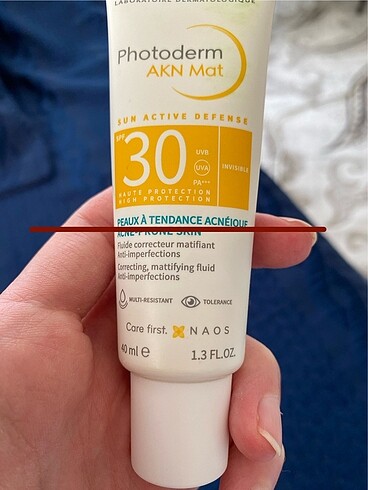 LABORATOIRE DERMATOLOGIQUE
Photoderm
AKN Mat
SUN ACTIVE DEFENSE
SPF
30
UVB
UVA
PA+++
INVISIBLE
HAUTE PROTECTION
HIGH PROTECTION
PEAUX À TENDANCE ACNÉIQUE
ACNE-PRONE SKIN
Fluide correcteur matifiant
Anti-imperfections
Correcting, mattifying fluid
Anti-imperfections
MULTI-RESISTANT
TOLERANCE
Care first. NAOS
40 ml e 1.3 FL.OZ.